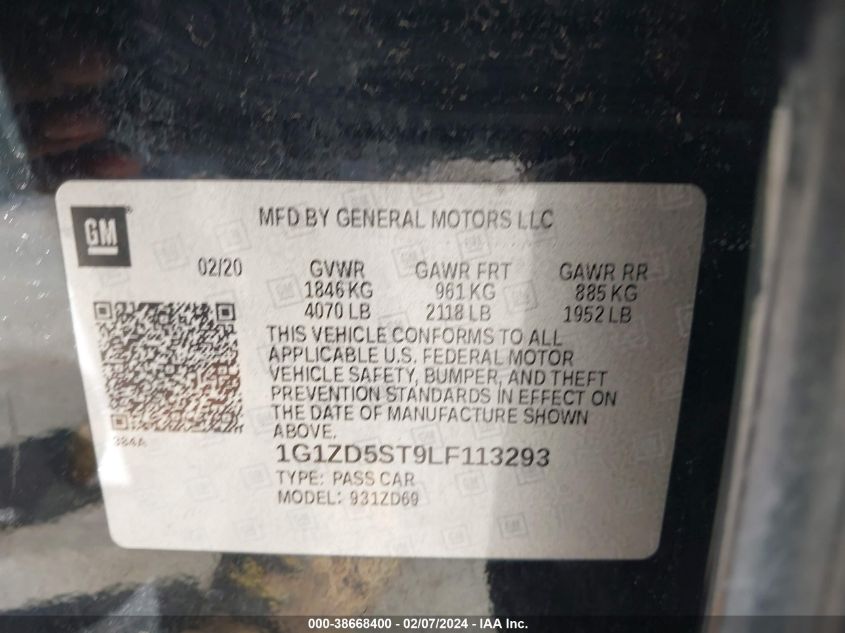 GM
MFD BY GENERAL MOTORS LLC
02/20 GVWR GAWR FRT GAWR RR
1846 KG 961 KG 885 KG
4070 LB 2118 LB 1952 LB
THIS VEHICLE CONFORMS TO ALL
APPLICABLE U.S. FEDERAL MOTOR
VEHICLE SAFETY, BUMPER, AND THEFT
PREVENTION STANDARDS IN EFFECT ON
THE DATE OF MANUFACTURE SHOWN
ABOVE.
384A
1G1ZD5ST9LF113293
TYPE: PASS CAR
MODEL: 931ZD69
000-38668400 - 02/07/2024 - IAA Inc.